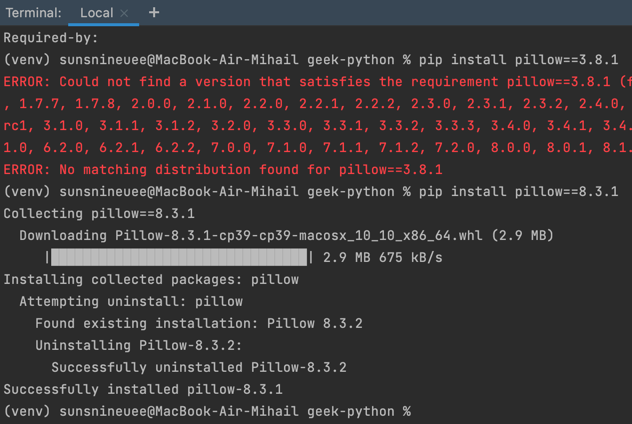 Terminal: Local × +
Required-by:
(venv) sunsnineuee@MacBook-Air-Mihail geek-python % pip install pillow==3.8.1
ERROR: Could not find a version that satisfies the requirement pillow==3.8.1 (f
, 1.7.7, 1.7.8, 2.0.0, 2.1.0, 2.2.0, 2.2.1, 2.2.2, 2.3.0, 2.3.1, 2.3.2, 2.4.0,
rc1, 3.1.0, 3.1.1, 3.1.2, 3.2.0, 3.3.0, 3.3.1, 3.3.2, 3.3.3, 3.4.0, 3.4.1, 3.4.
1.0, 6.2.0, 6.2.1, 6.2.2, 7.0.0, 7.1.0, 7.1.1, 7.1.2, 7.2.0, 8.0.0, 8.0.1, 8.1.
ERROR: No matching distribution found for pillow==3.8.1
(venv) sunsnineuee@MacBook-Air-Mihail geek-python % pip install pillow==8.3.1
Collecting pillow==8.3.1
Downloading Pillow-8.3.1-cp39-cp39-macosx_10_10_x86_64.whl (2.9 MB)
|████████████████████████████████| 2.9 MB 675 kB/s
Installing collected packages: pillow
Attempting uninstall: pillow
Found existing installation: Pillow 8.3.2
Uninstalling Pillow-8.3.2:
Successfully uninstalled Pillow-8.3.2
Successfully installed pillow-8.3.1
(venv) sunsnineuee@MacBook-Air-Mihail geek-python %